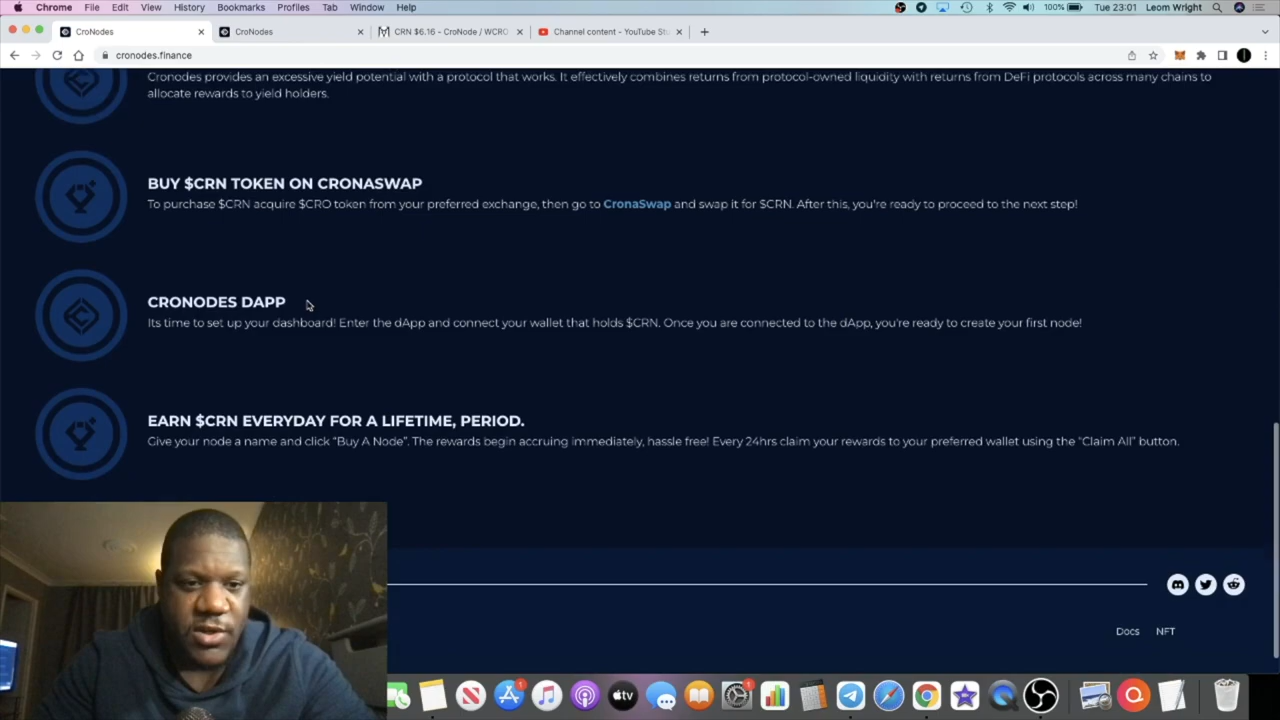 Chrome File Edit View History Bookmarks Profiles Tab Window Help 100% Tue 23:01 Leom Wright
CroNodes CroNodes CRN $6.16 - CroNode / WCRO Channel content - YouTube St
cronodes.finance
Cronodes provides an excessive yield potential with a protocol that works. It effectively combines returns from protocol-owned liquidity with returns from DeFi protocols across many chains to
allocate rewards to yield holders.
BUY $CRN TOKEN ON CRONASWAP
To purchase $CRN acquire $CRO token from your preferred exchange, then go to CronaSwap and swap it for $CRN. After this, you're ready to proceed to the next step!
CRONODES DAPP
Its time to set up your dashboard! Enter the dApp and connect your wallet that holds $CRN. Once you are connected to the dApp, you're ready to create your first node!
EARN $CRN EVERYDAY FOR A LIFETIME, PERIOD.
Give your node a name and click “Buy A Node”. The rewards begin accruing immediately, hassle free! Every 24hrs claim your rewards to your preferred wallet using the “Claim All” button.
Docs NFT
tv